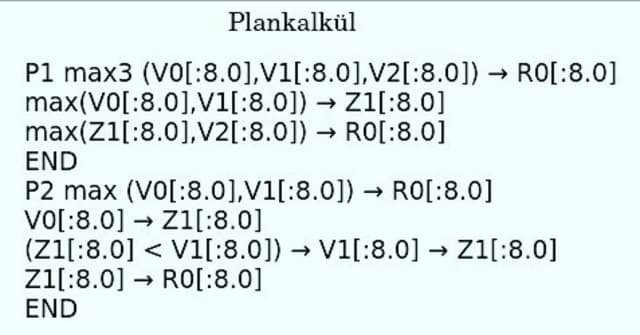 Plankalkül
P1 max3 (V0[:8.0],V1[:8.0],V2[:8.0]) → R0[:8.0]
max(V0[:8.0],V1[:8.0]) → Z1[:8.0]
max(Z1[:8.0],V2[:8.0]) → R0[:8.0]
END
P2 max (V0[:8.0],V1[:8.0]) → R0[:8.0]
V0[:8.0] → Z1[:8.0]
(Z1[:8.0] < V1[:8.0]) → V1[:8.0] → Z1[:8.0]
Z1[:8.0] → R0[:8.0]
END